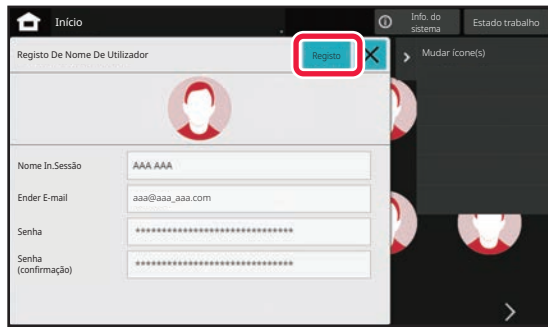 Início
Info. do
sistema
Estado trabalho
Registo De Nome De Utilizador
Registo
Mudar ícone(s)
Nome In.Sessão
AAA AAA
Ender E-mail
aaa@aaa_aaa.com
Senha
********************************
Senha
(confirmação)
********************************